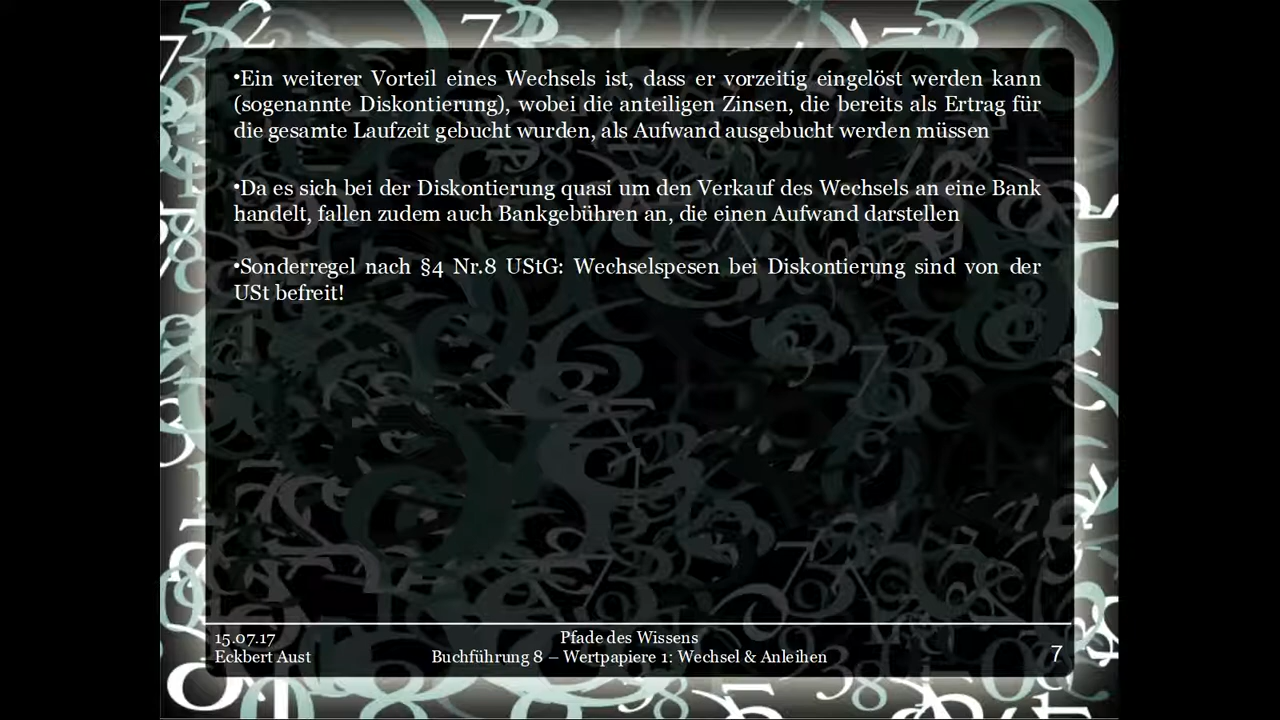 •Ein weiterer Vorteil eines Wechsels ist, dass er vorzeitig eingelöst werden kann
(sogenannte Diskontierung), wobei die anteiligen Zinsen, die bereits als Ertrag für
die gesamte Laufzeit gebucht wurden, als Aufwand ausgebucht werden müssen
•Da es sich bei der Diskontierung quasi um den Verkauf des Wechsels an eine Bank
handelt, fallen zudem auch Bankgebühren an, die einen Aufwand darstellen
•Sonderregel nach §4 Nr.8 UStG: Wechselspesen bei Diskontierung sind von der
USt befreit!
15.07.17
Pfade des Wissens
Eckbert Aust
Buchführung 8 – Wertpapiere 1: Wechsel & Anleihen
7